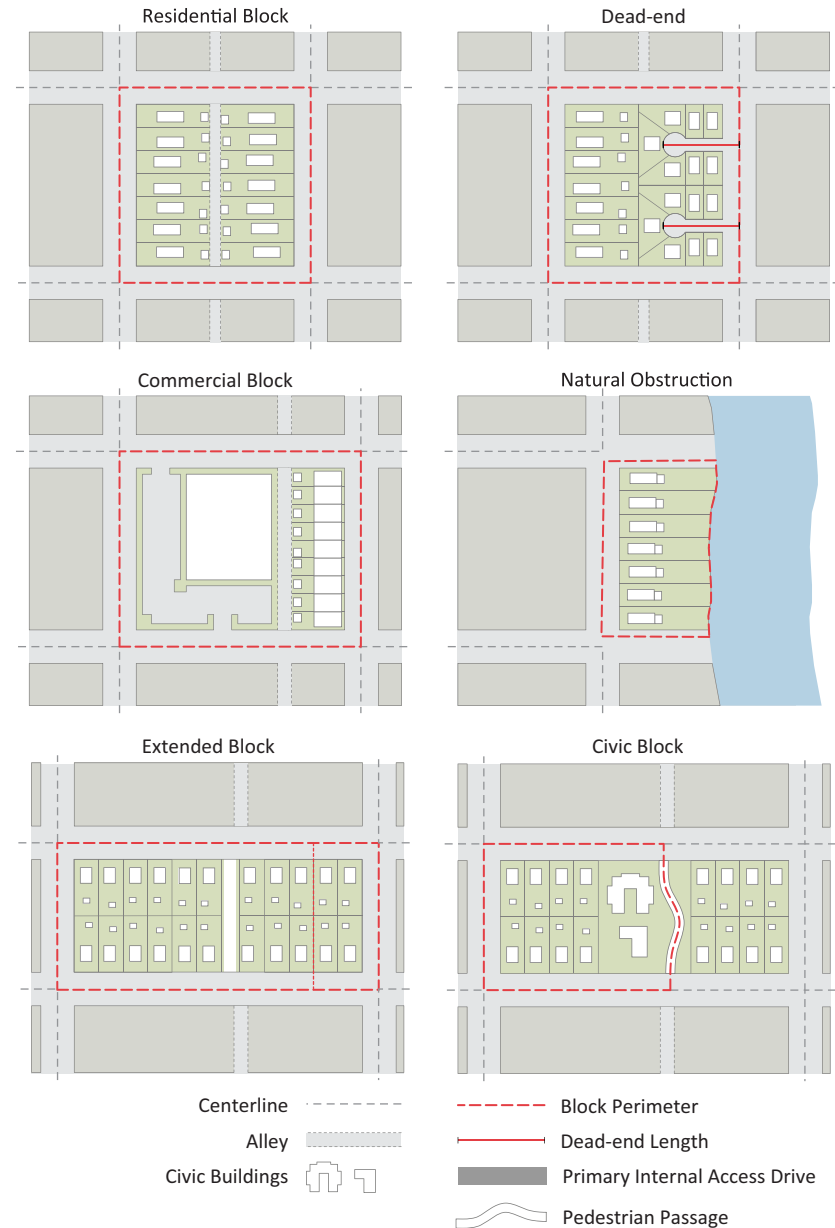 Residential Block
Dead-end
Commercial Block
Natural Obstruction
Extended Block
Civic Block
Centerline
Alley
Civic Buildings
Block Perimeter
Dead-end Length
Primary Internal Access Drive
Pedestrian Passage